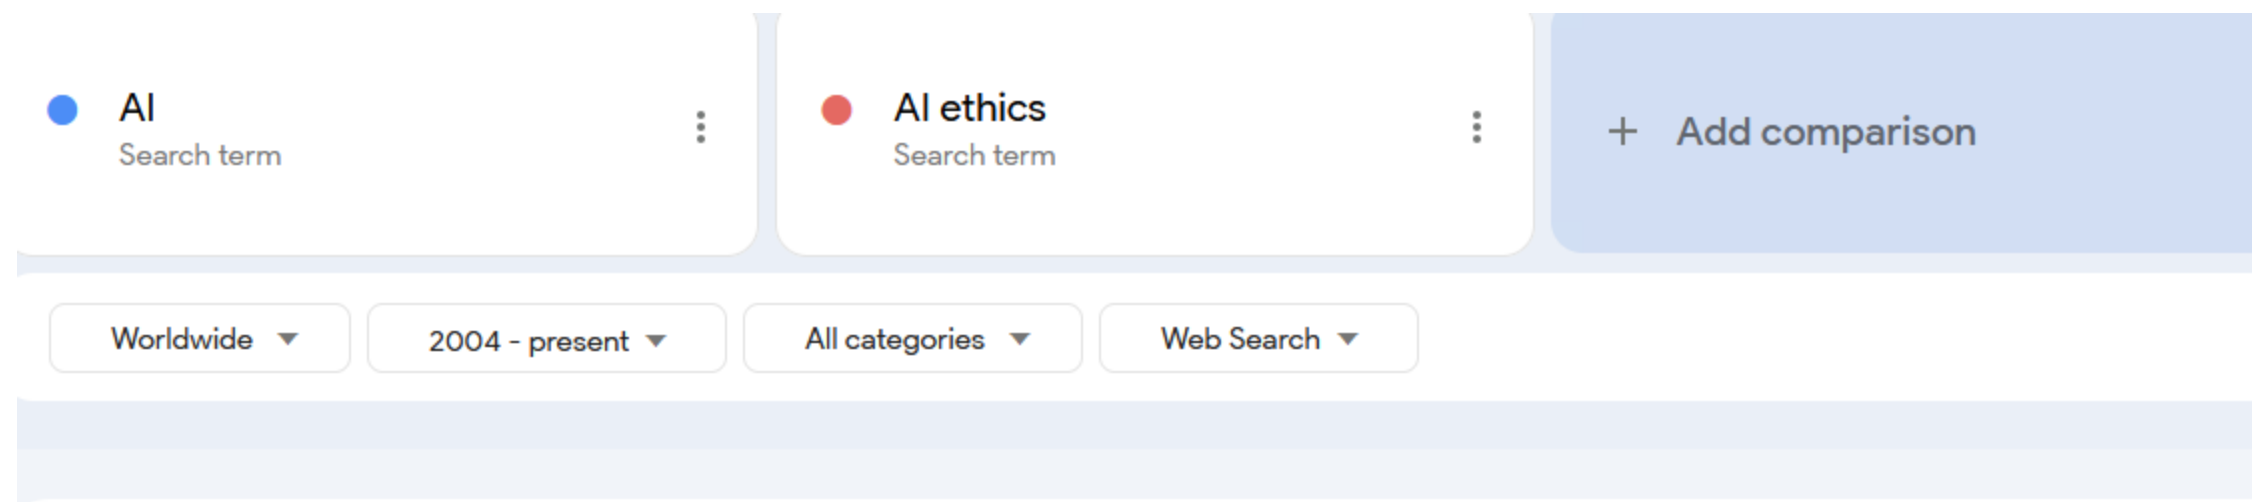 AI
Search term
AI ethics
Search term
+ Add comparison
Worldwide
2004 - present
All categories
Web Search